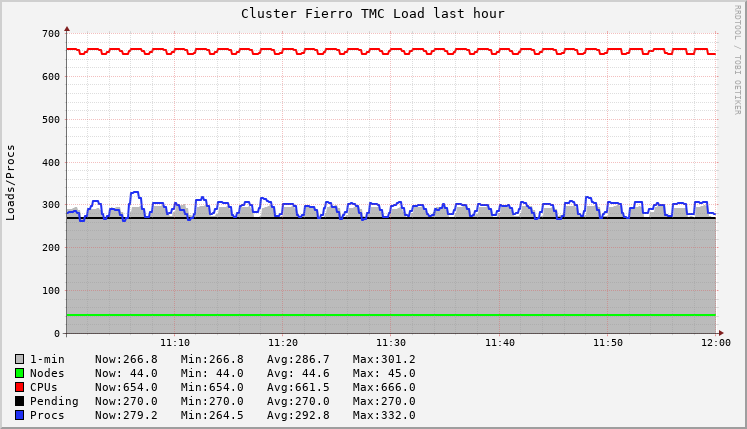 Cluster Fierro TMC Load last hour
RRDTOOL / TOBI OETIKER
Loads/Procs
700
600
500
400
300
200
100
0
11:10 11:20 11:30 11:40 11:50 12:00
1-min Now:266.8 Min:266.8 Avg:286.7 Max:301.2
Nodes Now: 44.0 Min: 44.0 Avg: 44.6 Max: 45.0
CPUs Now:654.0 Min:654.0 Avg:661.5 Max:666.0
Pending Now:270.0 Min:270.0 Avg:270.0 Max:270.0
Procs Now:279.2 Min:264.5 Avg:292.8 Max:332.0